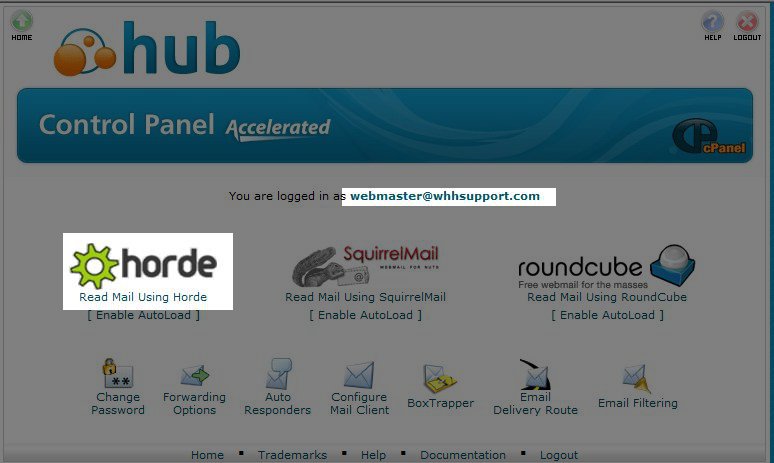 HOME
HELP LOGOUT
hub
Control Panel Accelerated
cPanel
You are logged in as webmaster@whhsupport.com
horde
SquirrelMail
WEBMAIL FOR NUTS
roundcube
Free webmail for the masses
Read Mail Using Horde
Read Mail Using SquirrelMail
Read Mail Using RoundCube
[ Enable AutoLoad ]
[ Enable AutoLoad ]
[ Enable AutoLoad ]
Change
Password
Forwarding
Options
Auto
Responders
Configure
Mail Client
BoxTrapper
Email
Delivery Route
Email Filtering
Home ▪ Trademarks ▪ Help ▪ Documentation ▪ Logout